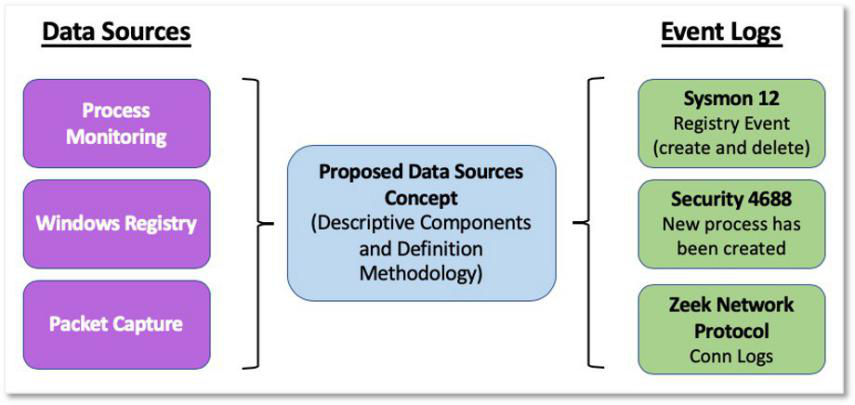 Data Sources
Event Logs
Process
Monitoring
Windows Registry
Packet Capture
Proposed Data Sources
Concept
(Descriptive Components
and Definition
Methodology)
Sysmon 12
Registry Event
(create and delete)
Security 4688
New process has
been created
Zeek Network
Protocol
Conn Logs